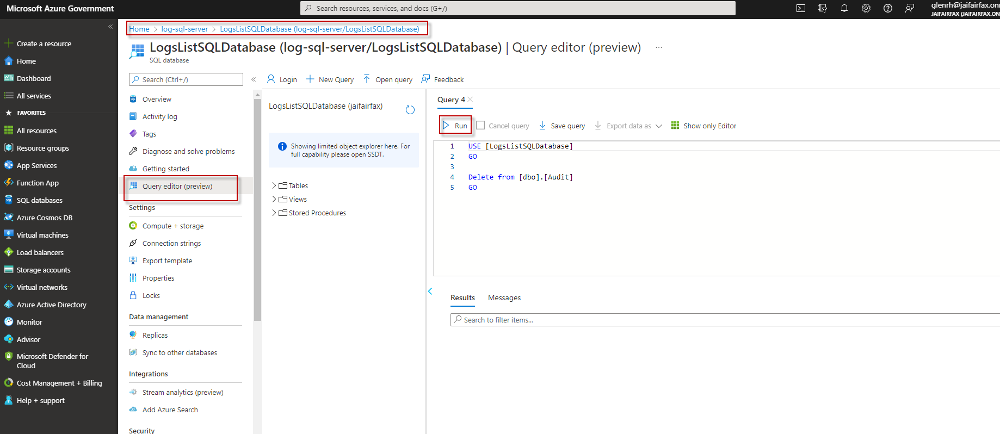 Microsoft Azure Government
Search resources, services, and docs (G+/)
glenrh@jaifairfax.on
JAIFAIRFAX (JAIFAIRFAX.ON
Create a resource
Home
Dashboard
All services
FAVORITES
All resources
Resource groups
App Services
Function App
SQL databases
Azure Cosmos DB
Virtual machines
Load balancers
Storage accounts
Virtual networks
Azure Active Directory
Monitor
Advisor
Microsoft Defender for
Cloud
Cost Management + Billing
Help + support
Home > log-sql-server > LogsListSQLDatabase (log-sql-server/LogsListSQLDatabase)
LogsListSQLDatabase (log-sql-server/LogsListSQLDatabase) | Query editor (preview) ...
SQL database
Search (Ctrl+/)
Overview
Activity log
Tags
Diagnose and solve problems
Getting started
Query editor (preview)
Settings
Compute + storage
Connection strings
Export template
Properties
Locks
Data management
Replicas
Sync to other databases
Integrations
Stream analytics (preview)
Add Azure Search
Security
Login New Query Open query Feedback
LogsListSQLDatabase (jaifairfax)
Showing limited object explorer here. For
full capability please open SSDT.
Tables
Views
Stored Procedures
Query 4
Run Cancel query Save query Export data as Show only Editor
1 USE [LogsListSQLDatabase]
2 GO
3
4 Delete from [dbo].[Audit]
5 GO
Results Messages
Search to filter items...